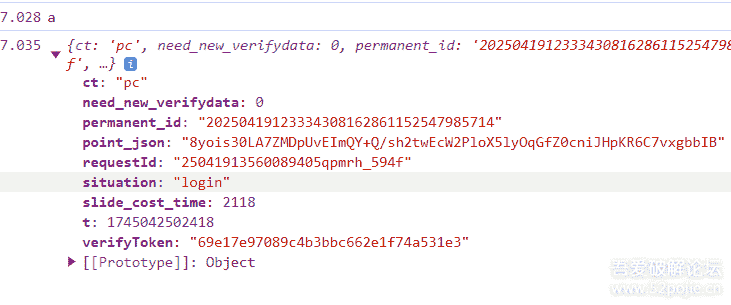 7.028 a
7.035 {ct: 'pc', need_new_verifydata: 0, permanent_id: '2025041912333430816286115254798
f', …} i
ct: "pc"
need_new_verifydata: 0
permanent_id: "20250419123334308162861152547985714"
point_json: "8yois30LA7ZMDpUvEImQY+Q/sh2twEcW2PloX5lyOqGfZ0cniJHpKR6C7vxgbbIB"
requestId: "25041913560089405qpmrh_594f"
situation: "login"
slide_cost_time: 2118
t: 1745042502418
verifyToken: "69e17e97089c4b3bbc662e1f74a531e3"
[[Prototype]]: Object
吾爱破解论坛
www.52pojie.cn